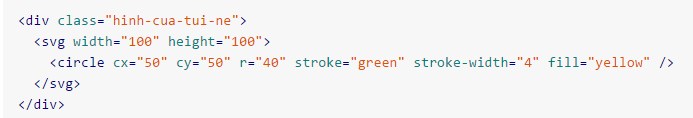 <div class="hinh-cua-tui-ne">
<svg width="100" height="100">
<circle cx="50" cy="50" r="40" stroke="green" stroke-width="4" fill="yellow" />
</svg>
</div>